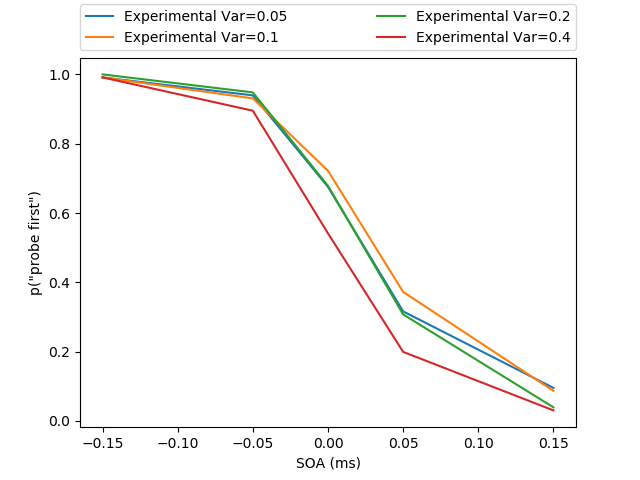 Experimental Var=0.05
Experimental Var=0.1
Experimental Var=0.2
Experimental Var=0.4
1.0
0.8
0.6
0.4
0.2
0.0
p("probe first")
−0.15 −0.10 −0.05 0.00 0.05 0.10 0.15
SOA (ms)